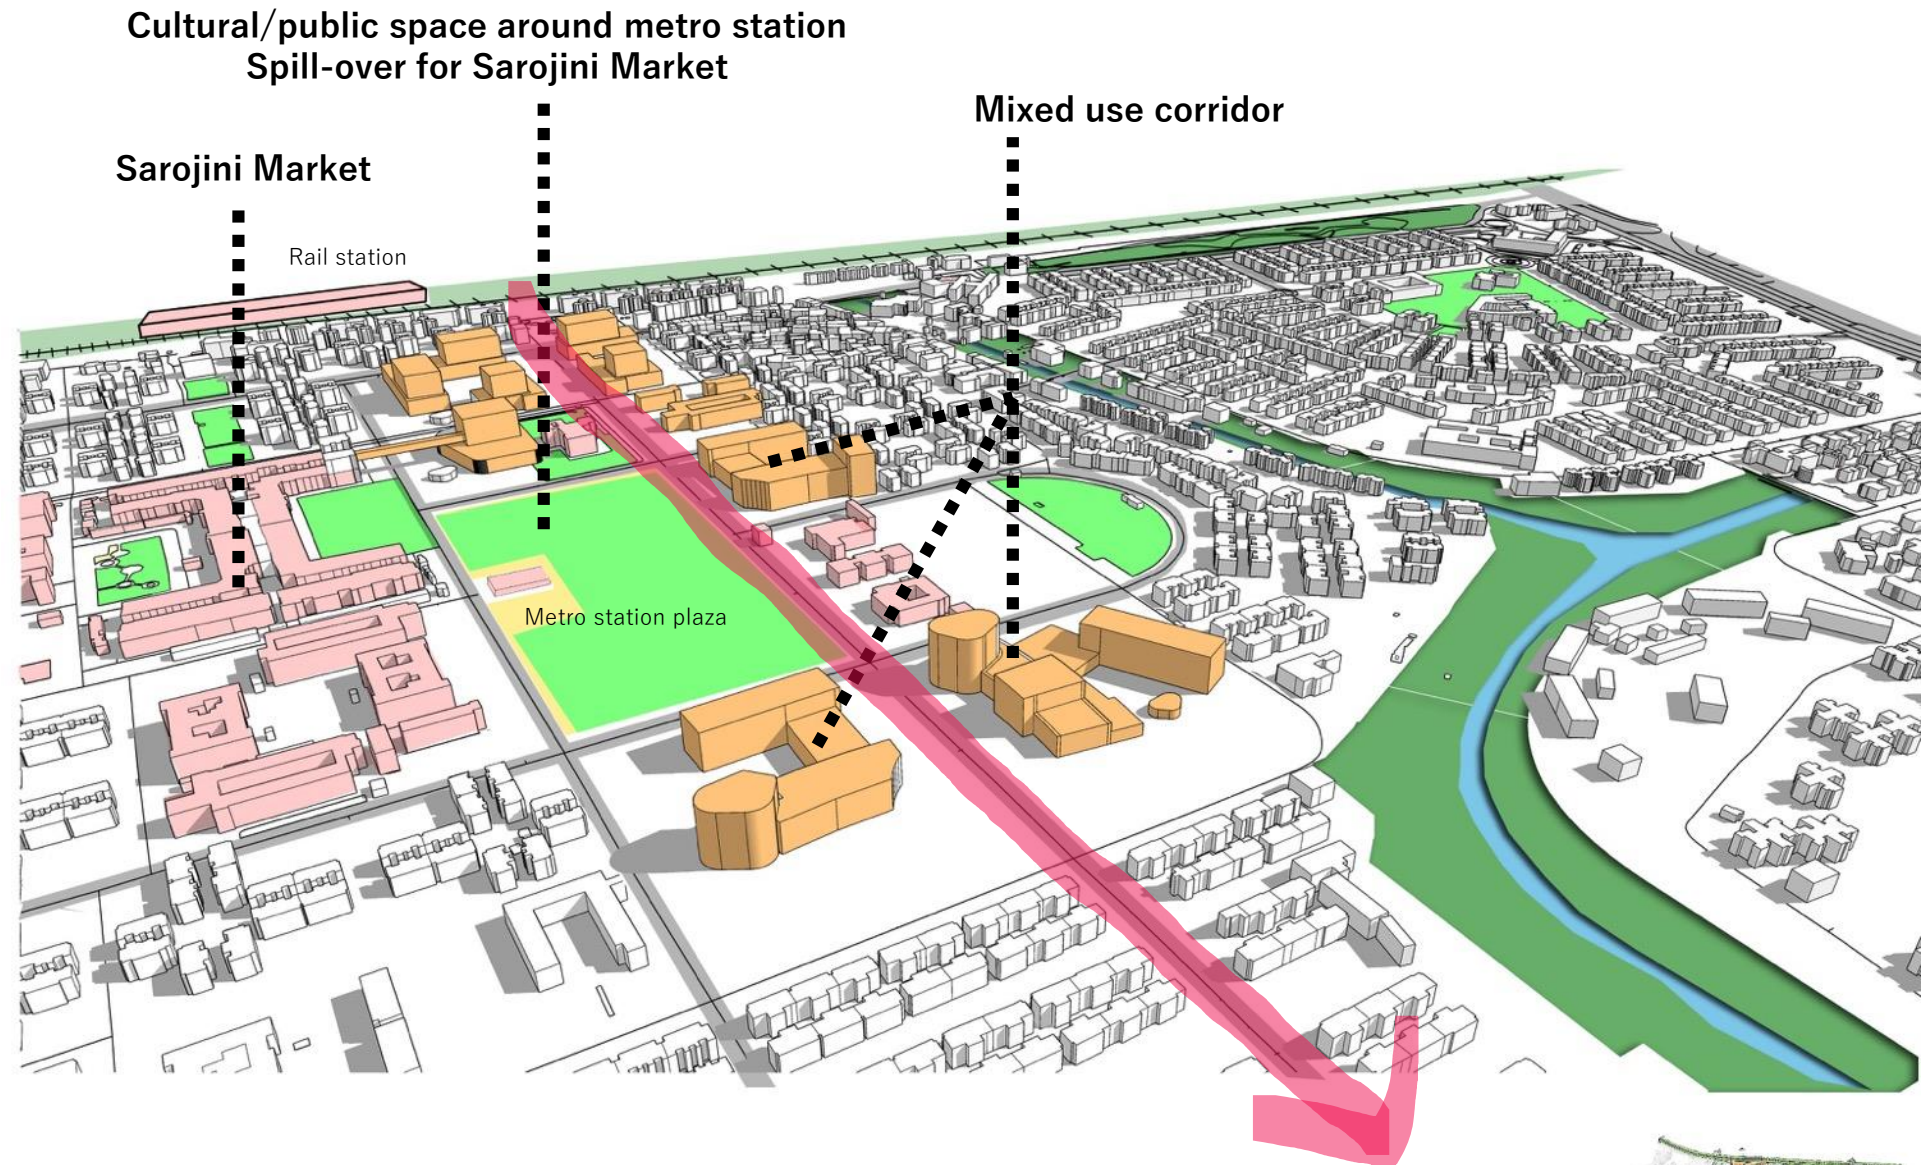 Cultural/public space around metro station
Spill-over for Sarojini Market
Mixed use corridor
Sarojini Market
Rail station
Metro station plaza